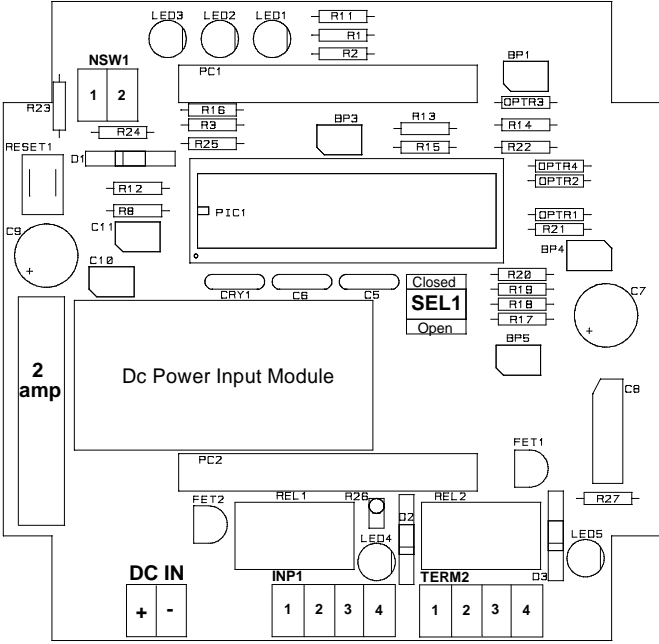 LED3 LED2 LED1 R11
R1
R2
NSW1
1 2
PC1
BP1
OPTR3
R23
R16
R3
R25
R24
BP3
R13
R15
R14
R22
RESET1
D1
OPTR4
OPTR2
R12
R8
PIC1
OPTR1
R21
C11
C9
+
C10
BP4
CRY1 C6 C5
Closed
SEL1
Open
R20
R19
R18
R17
C7
+
BP5
2
amp
Dc Power Input Module
C8
PC2
FET1
FET2
REL1
R26
D2
REL2
R27
LED4
LED5
D3
DC IN
+ -
INP1
1 2 3 4
TERM2
1 2 3 4